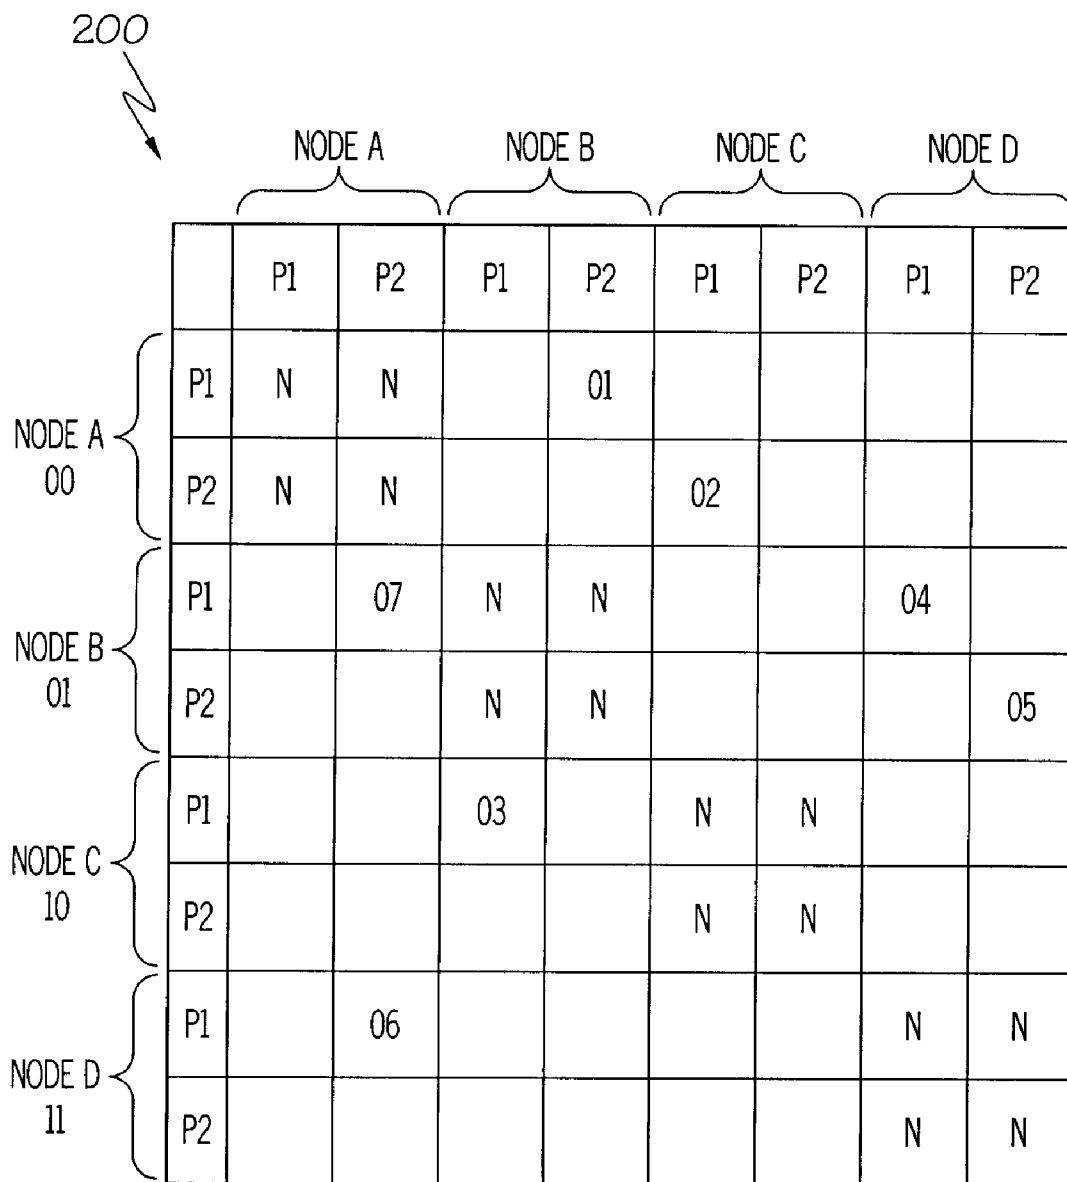 200
NODE A NODE B NODE C NODE D
P1 P2 P1 P2 P1 P2 P1 P2
NODE A
00
P1 N N 01
P2 N N 02
NODE B
01
P1 07 N N 04
P2 N N 05
NODE C
10
P1 03 N N
P2 N N
NODE D
11
P1 06 N N
P2 N N